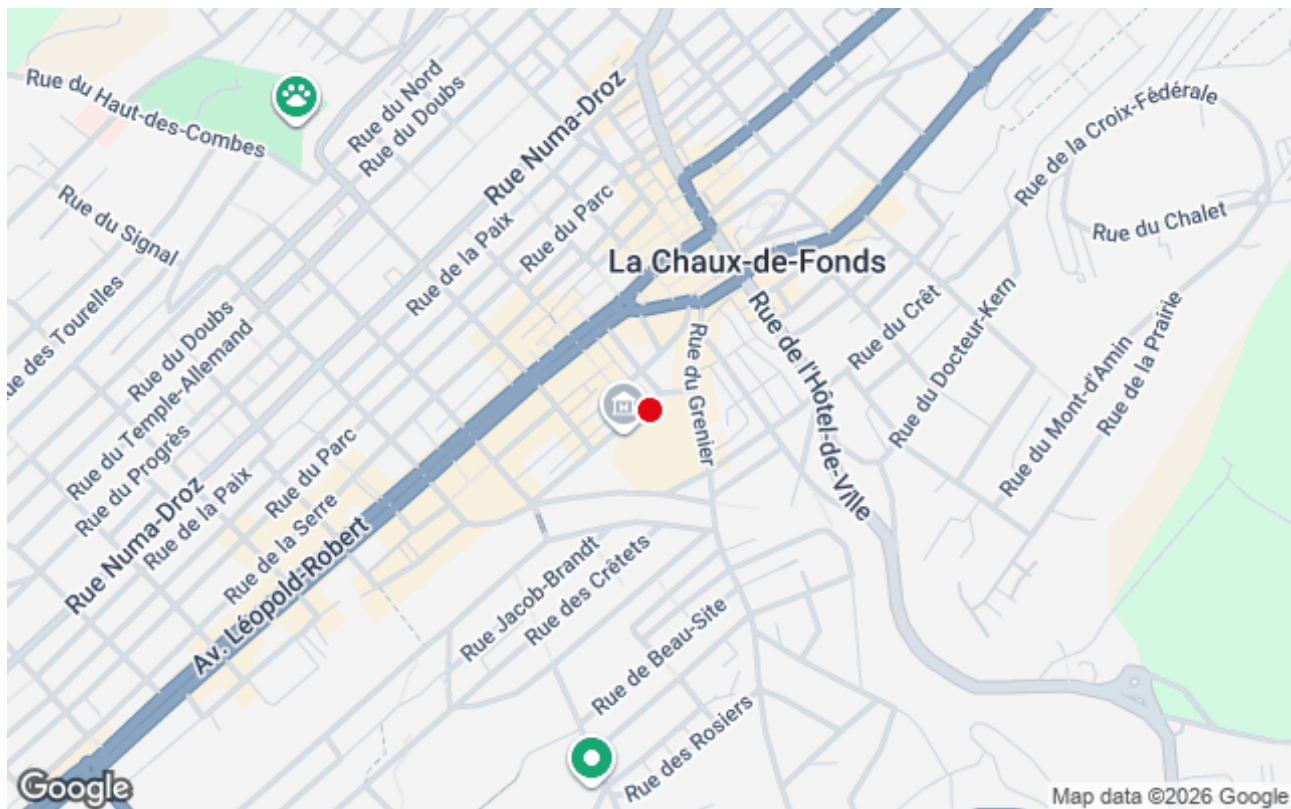 Rue du Haut-des-Combes
Rue du Nord
Rue du Doubs
Rue Numa-Droz
Rue de la Croix-Fédérale
Rue du Signal
Rue de la Paix
Rue du Parc
Rue du Chalet
La Chaux-de-Fonds
ue des Tourelles
Rue du Doubs
Rue du Temple-Allemand
Rue du Progrès
Rue Numa-Droz
Rue de la Paix
Rue du Parc
Rue de la Serre
Av. Léopold-Robert
Rue du Grenier
Rue de l'Hôtel-de-Ville
Rue du Crêt
Rue du Docteur-Kern
Rue du Mont-d'Amin
Rue de la Prairie
Rue Jacob-Brandt
Rue des Crêtets
Rue de Beau-Site
Rue des Rosiers
Google
Map data ©2026 Google